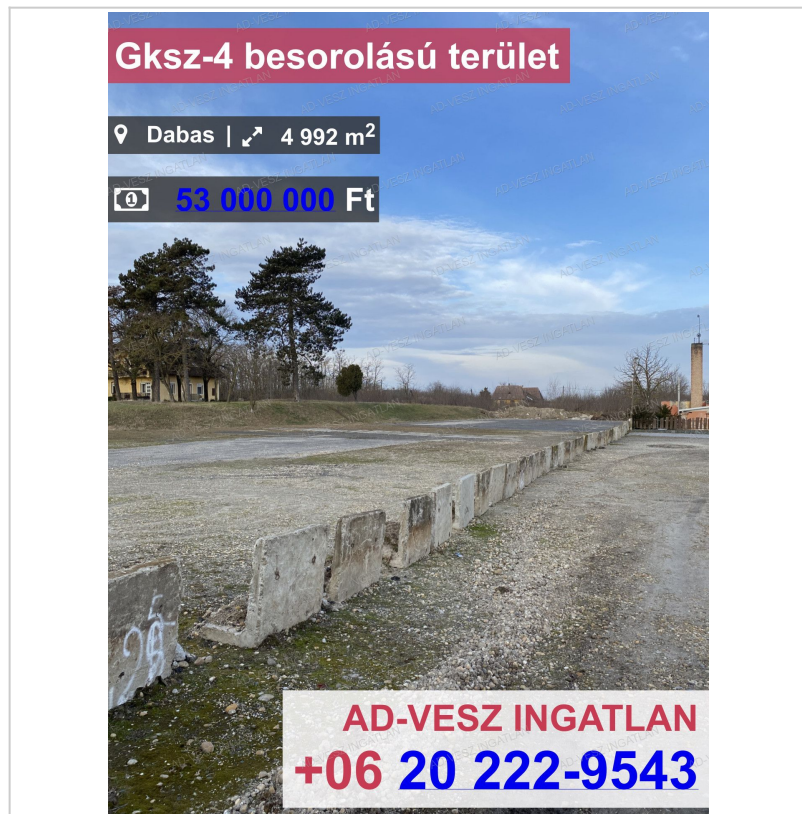 Gksz-4 besorolású terület
Dabas | 4 992 m²
53 000 000 Ft
AD-VESZ INGATLAN
+06 20 222-9543